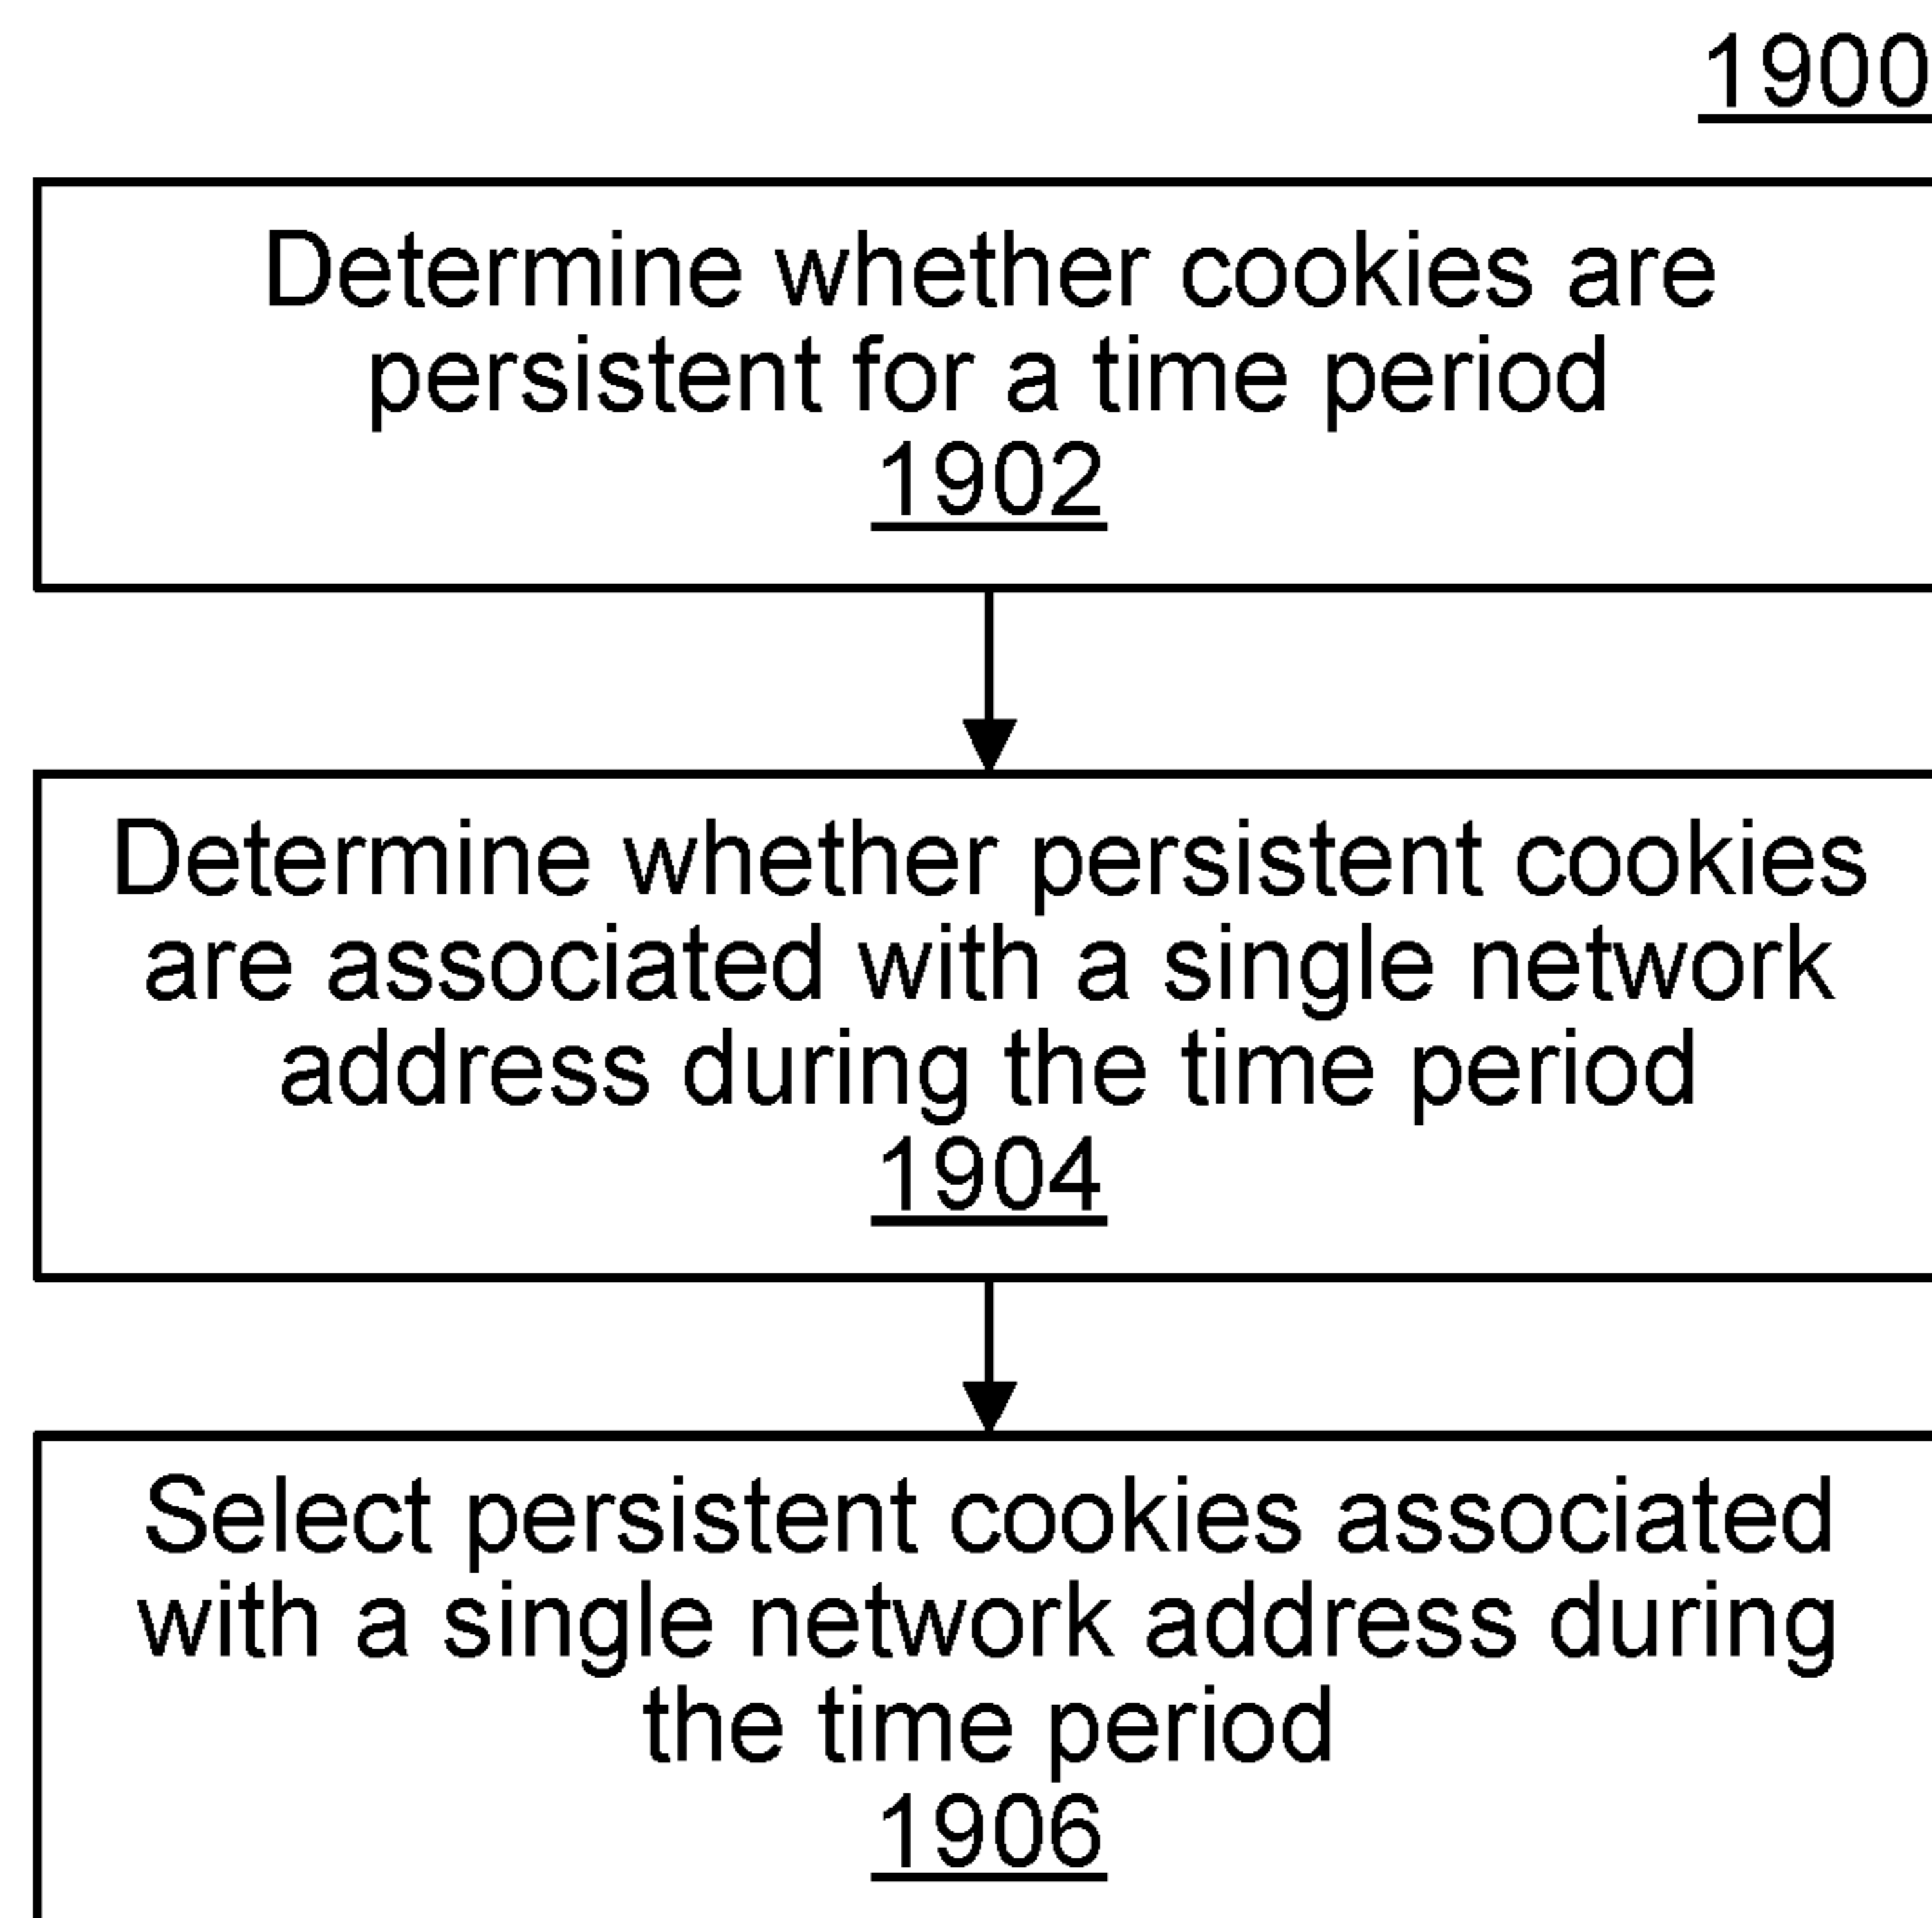 1900
Determine whether cookies are
persistent for a time period
1902
Determine whether persistent cookies
are associated with a single network
address during the time period
1904
Select persistent cookies associated
with a single network address during
the time period
1906